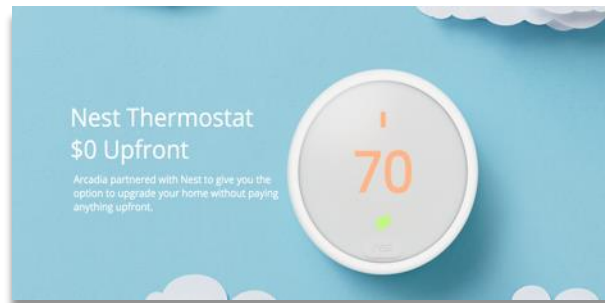 Nest Thermostat
$0 Upfront
Arcadia partnered with Nest to give you the
option to upgrade your home without paying
anything upfront.
70